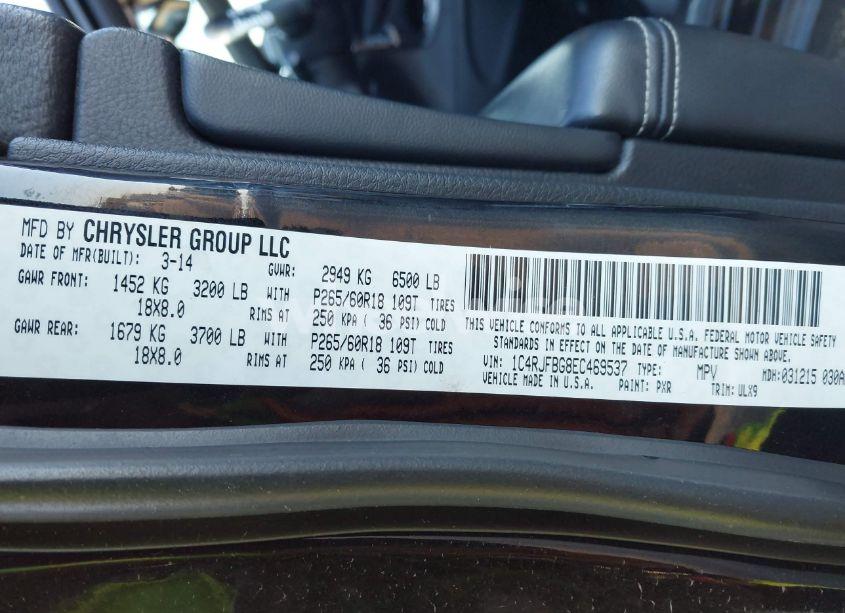 MFD BY CHRYSLER GROUP LLC
DATE OF MFR(BUILT): 3-14 GVWR: 2949 KG 6500 LB
GAWR FRONT: 1452 KG 3200 LB WITH P265/60R18 109T TIRES
18X8.0 RIMS AT 250 KPA ( 36 PSI) COLD
GAWR REAR: 1679 KG 3700 LB WITH P265/60R18 109T TIRES
18X8.0 RIMS AT 250 KPA ( 36 PSI) COLD
THIS VEHICLE CONFORMS TO ALL APPLICABLE U.S.A. FEDERAL MOTOR VEHICLE SAFETY
STANDARDS IN EFFECT ON THE DATE OF MANUFACTURE SHOWN ABOVE.
VIN: 1C4RJFBG8EC469537 TYPE: MPV MDH:031215 030A
VEHICLE MADE IN U.S.A. PAINT: PXR TRIM: ULX9